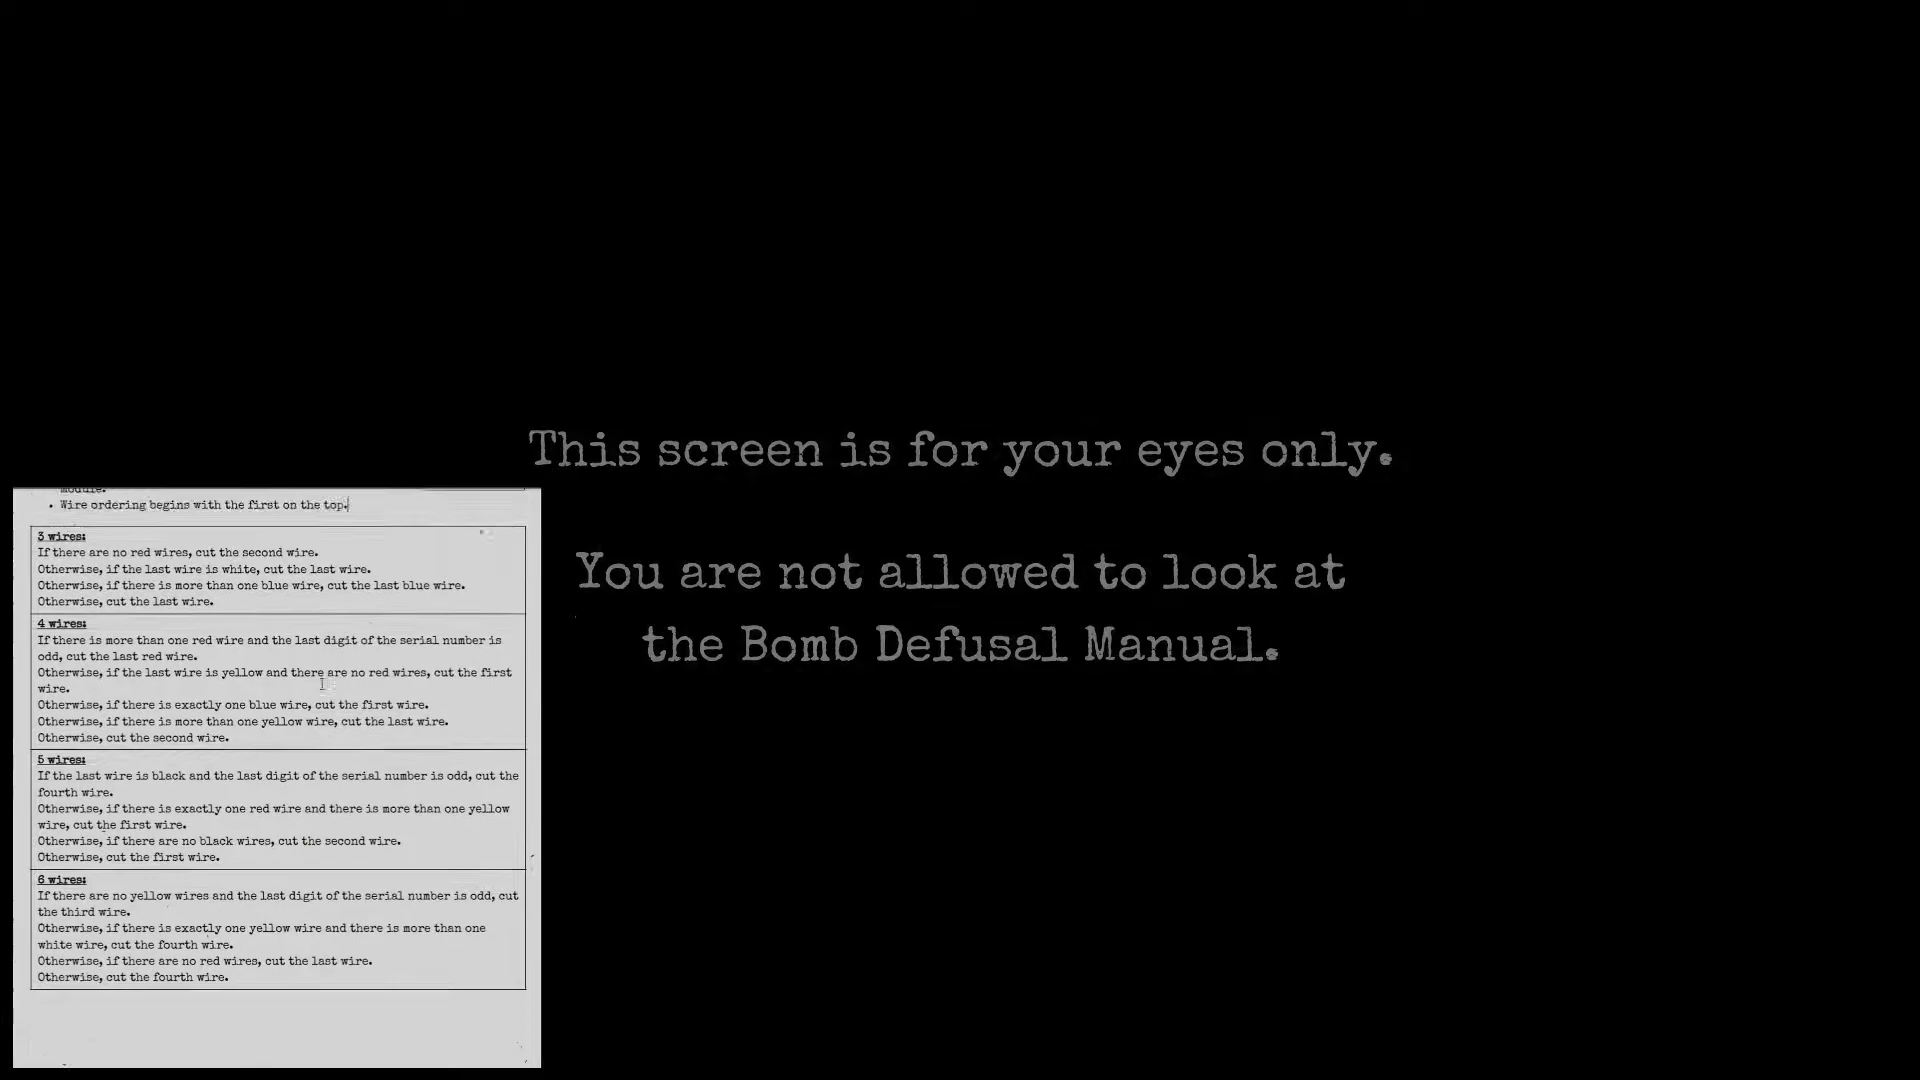 This screen is for your eyes only.
You are not allowed to look at
the Bomb Defusal Manual.
module.
• Wire ordering begins with the first on the top.
3 wires:
If there are no red wires, cut the second wire.
Otherwise, if the last wire is white, cut the last wire.
Otherwise, if there is more than one blue wire, cut the last blue wire.
Otherwise, cut the last wire.
4 wires:
If there is more than one red wire and the last digit of the serial number is
odd, cut the last red wire.
Otherwise, if the last wire is yellow and there are no red wires, cut the first
wire.
Otherwise, if there is exactly one blue wire, cut the first wire.
Otherwise, if there is more than one yellow wire, cut the last wire.
Otherwise, cut the second wire.
5 wires:
If the last wire is black and the last digit of the serial number is odd, cut the
fourth wire.
Otherwise, if there is exactly one red wire and there is more than one yellow
wire, cut the first wire.
Otherwise, if there are no black wires, cut the second wire.
Otherwise, cut the first wire.
6 wires:
If there are no yellow wires and the last digit of the serial number is odd, cut
the third wire.
Otherwise, if there is exactly one yellow wire and there is more than one
white wire, cut the fourth wire.
Otherwise, if there are no red wires, cut the last wire.
Otherwise, cut the fourth wire.